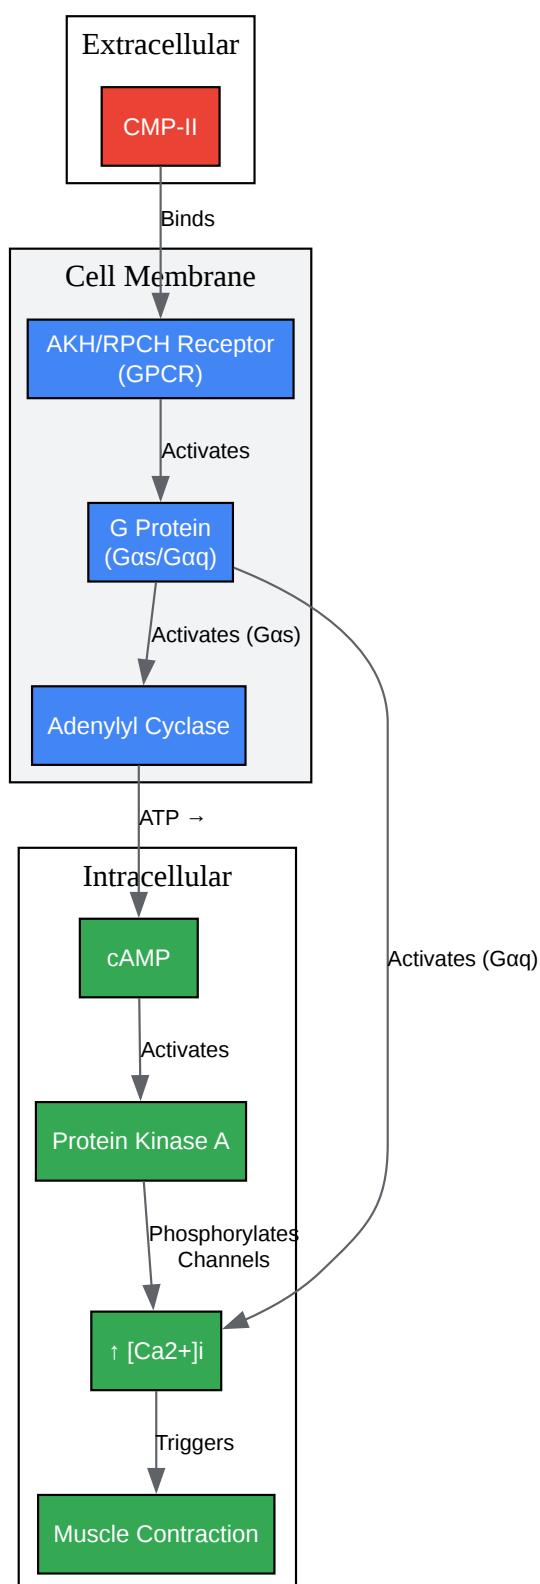 Extracellular
CMP-II
Binds
Cell Membrane
AKH/RPCH Receptor
(GPCR)
Activates
G Protein
(Gαs/Gαq)
Activates (Gαs)
Adenylyl Cyclase
ATP →
Intracellular
cAMP
Activates (Gαq)
Activates
Protein Kinase A
Phosphorylates
Channels
↑ [Ca2+]i
Triggers
Muscle Contraction